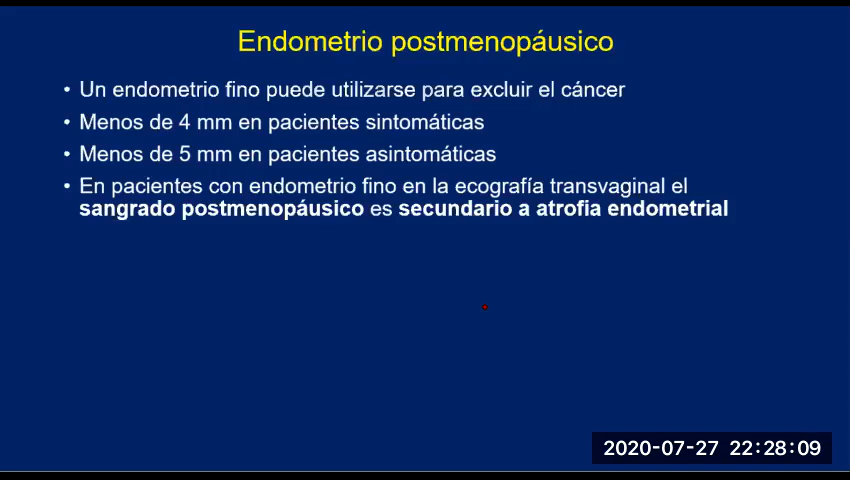 Endometrio postmenopáusico
• Un endometrio fino puede utilizarse para excluir el cáncer
• Menos de 4 mm en pacientes sintomáticas
• Menos de 5 mm en pacientes asintomáticas
• En pacientes con endometrio fino en la ecografía transvaginal el
sangrado postmenopáusico es secundario a atrofia endometrial
2020-07-27 22:28:09